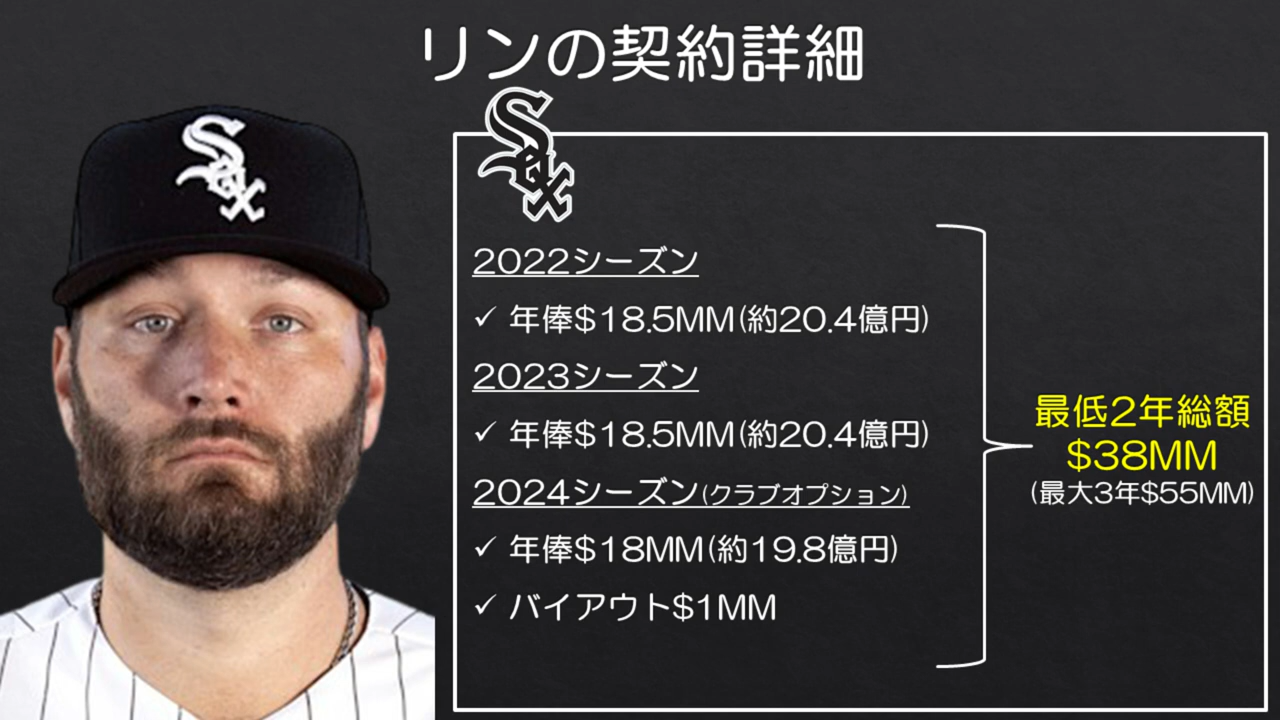 リンの契約詳細
Sox
Sox
2022シーズン
✓ 年俸$18.5MM(約20.4億円)
2023シーズン
✓ 年俸$18.5MM(約20.4億円)
2024シーズン(クラブオプション)
✓ 年俸$18MM(約19.8億円)
✓ バイアウト$1MM
最低2年総額
$38MM
(最大3年$55MM)